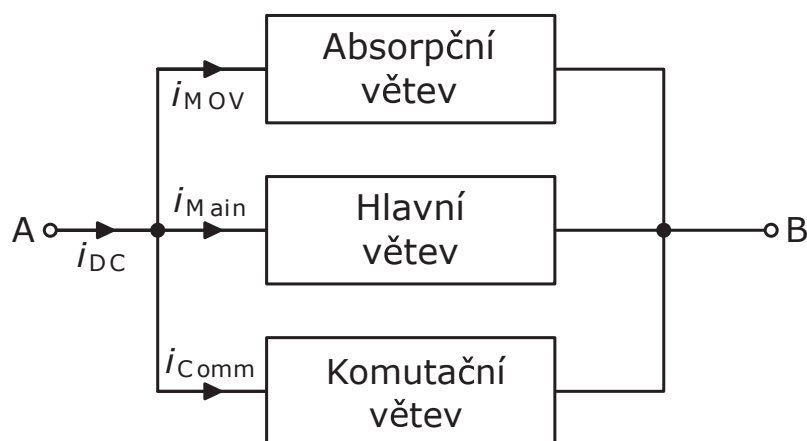 Absorpční
větev
iMOV
A
iDC
iMain
Hlavní
větev
B
iComm
Komutační
větev